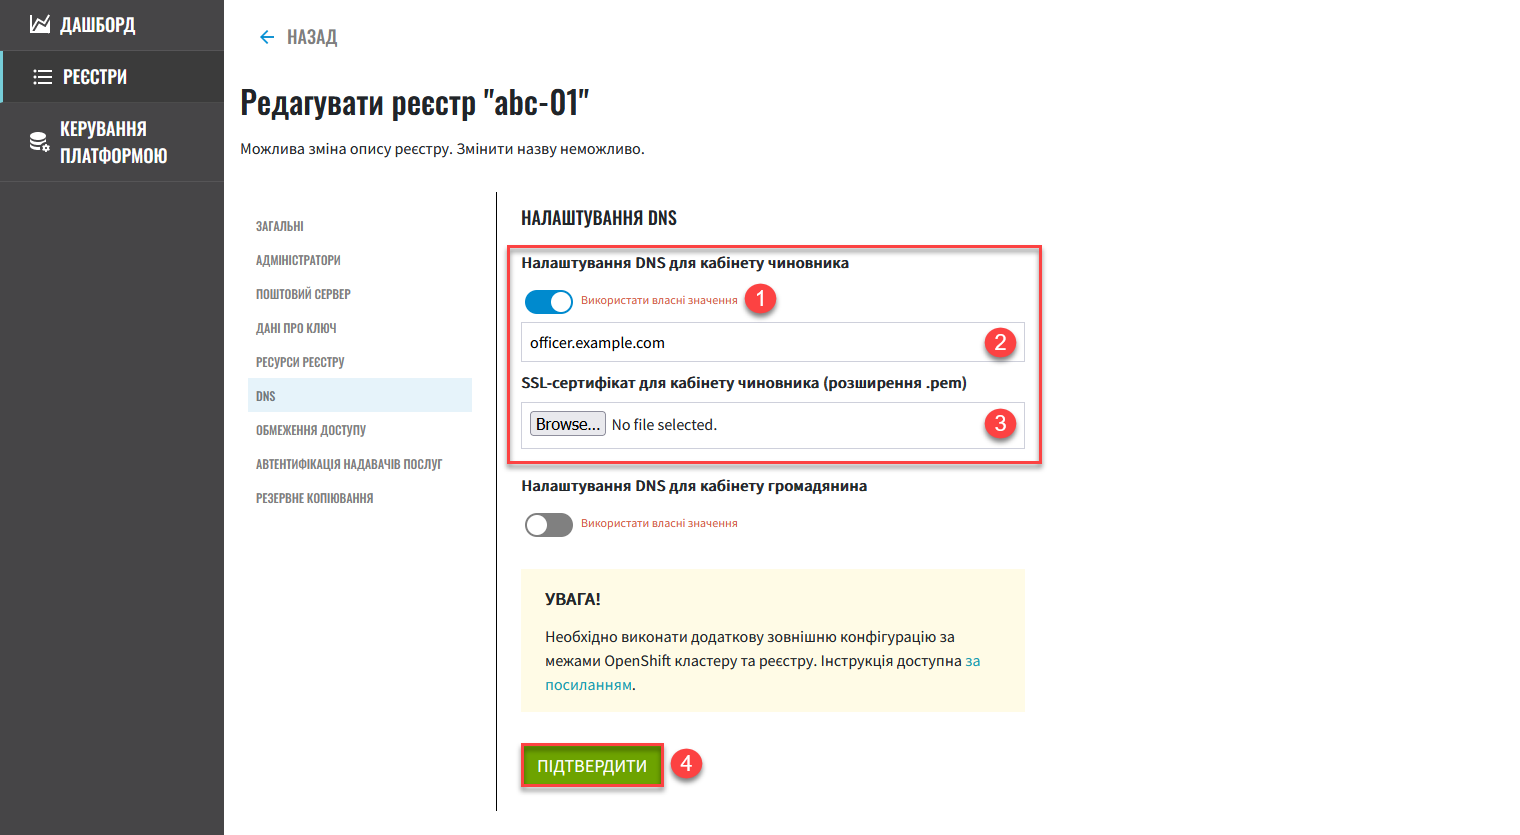 ДАШБОРД
РЕЄСТРИ
КЕРУВАННЯ
ПЛАТФОРМОЮ
НАЗАД
Редагувати реєстр "abc-01"
Можлива зміна опису реєстру. Змінити назву неможливо.
ЗАГАЛЬНІ
АДМІНІСТРАТОРИ
ПОШТОВИЙ СЕРВЕР
ДАНІ ПРО КЛЮЧ
РЕСУРСИ РЕЄСТРУ
DNS
ОБМЕЖЕННЯ ДОСТУПУ
АВТЕНТИФІКАЦІЯ НАДАВАЧІВ ПОСЛУГ
РЕЗЕРВНЕ КОПІЮВАННЯ
НАЛАШТУВАННЯ DNS
Налаштування DNS для кабінету чиновника
Використати власні значення 1
officer.example.com 2
SSL-сертифікат для кабінету чиновника (розширення .pem)
Browse... No file selected. 3
Налаштування DNS для кабінету громадянина
Використати власні значення
УВАГА!
Необхідно виконати додаткову зовнішню конфігурацію за
межами OpenShift кластеру та реєстру. Інструкція доступна за
посиланням.
ПІДТВЕРДИТИ 4